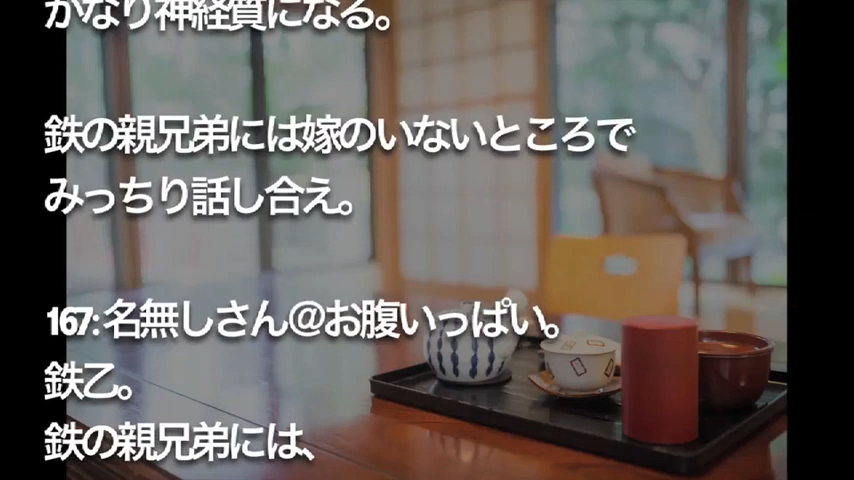 かなり神経質になる。
鉄の親兄弟には嫁のいないところで
みっちり話し合え。
167: 名無しさん@お腹いっぱい。
鉄乙。
鉄の親兄弟には、